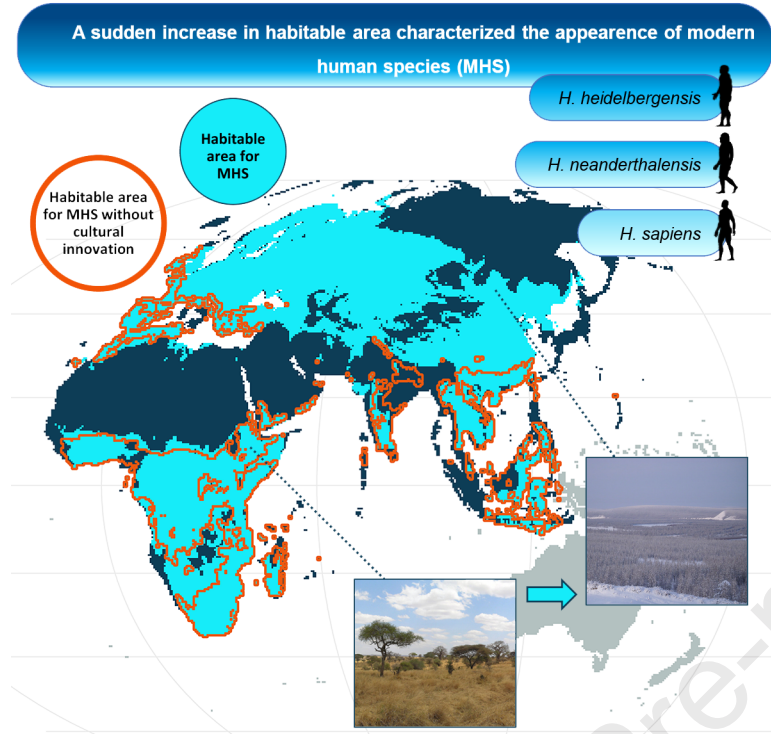 A sudden increase in habitable area characterized the appearence of modern
human species (MHS)
H. heidelbergensis
Habitable
area for
MHS
H. neanderthalensis
Habitable area
for MHS without
cultural
innovation
H. sapiens